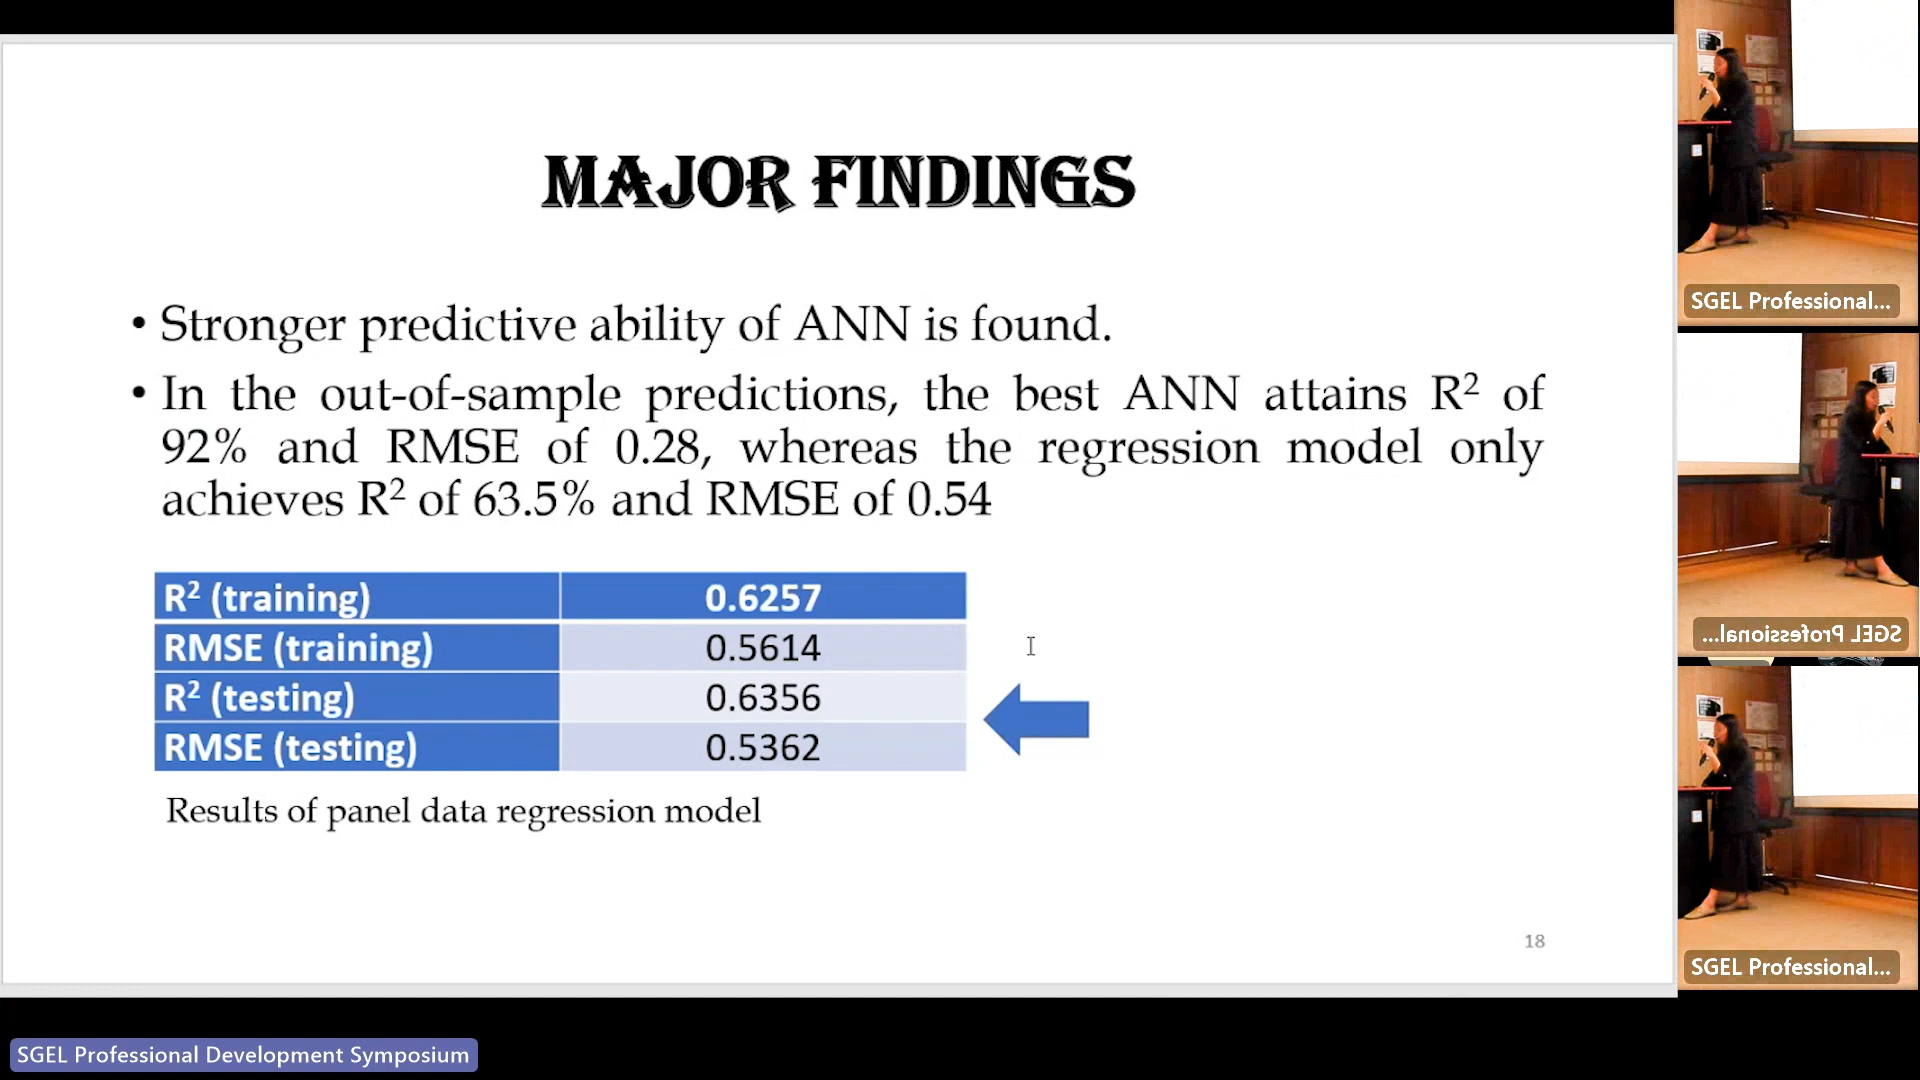 MAJOR FINDINGS
• Stronger predictive ability of ANN is found.
• In the out-of-sample predictions, the best ANN attains R² of
92% and RMSE of 0.28, whereas the regression model only
achieves R² of 63.5% and RMSE of 0.54
R² (training) 0.6257
RMSE (training) 0.5614
R² (testing) 0.6356
RMSE (testing) 0.5362
Results of panel data regression model
18
SGEL Professional...
SGEL Professional...
SGEL Professional...
SGEL Professional Development Symposium